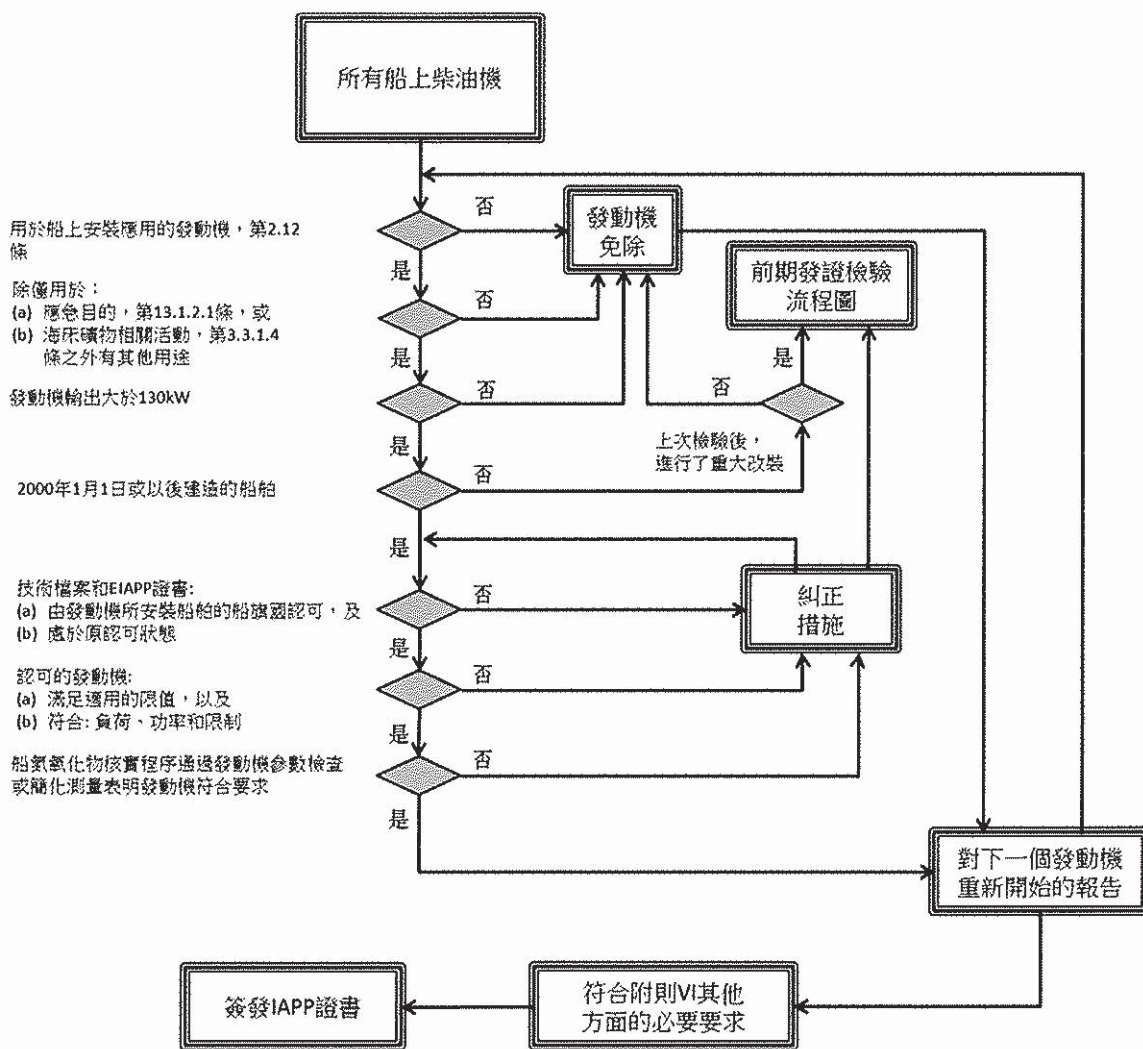 所有船上柴油機
用於船上安裝應用的發動機，第2.12
條
否
發動機
免除
是
前期發證檢驗
流程圖
除僅用於：
(a) 應急目的，第13.1.2.1條，或
(b) 海床礦物相關活動，第3.3.1.4
條之外有其他用途
否
是
是
發動機輸出大於130kW
否
否
是
上次檢驗後，
進行了重大改裝
2000年1月1日或以後建造的船舶
否
是
技術檔案和EIAPP證書:
(a) 由發動機所安裝船舶的船旗國認可，及
(b) 處於原認可狀態
否
糾正
措施
是
認可的發動機:
(a) 滿足適用的限值，以及
(b) 符合: 負荷、功率和限制
否
是
船氮氧化物核實程序通過發動機參數檢查
或簡化測量表明發動機符合要求
否
是
對下一個發動機
重新開始的報告
簽發IAPP證書
符合附則VI其他
方面的必要要求